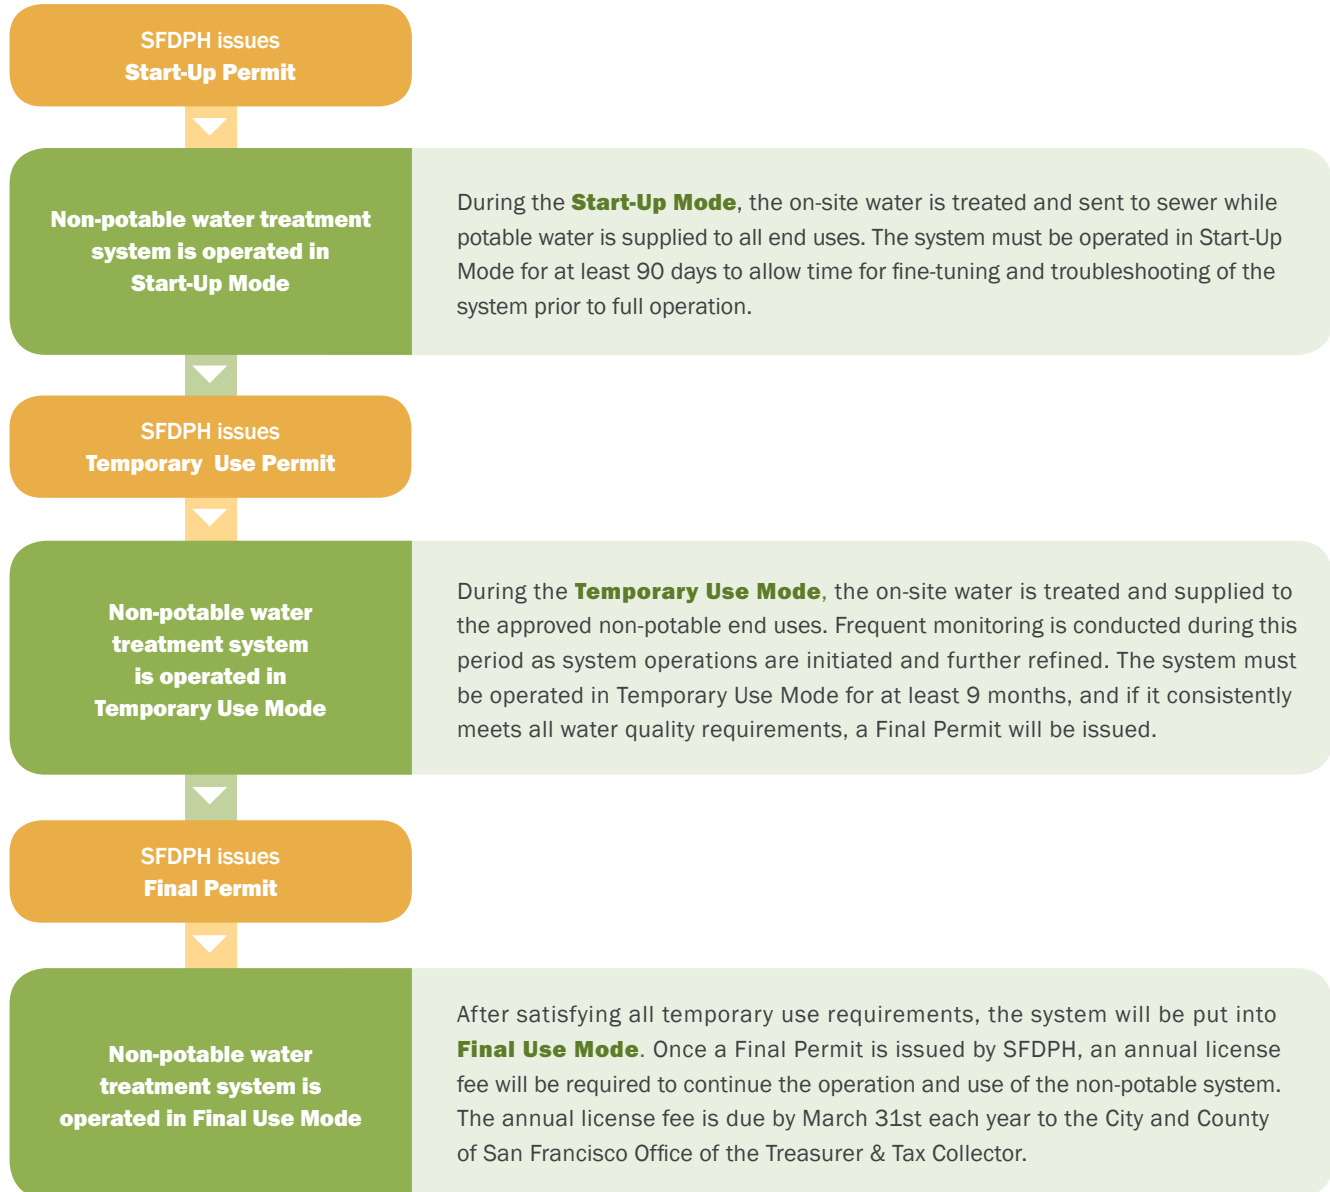 SFDPH issues
Start-Up Permit
Non-potable water treatment
system is operated in
Start-Up Mode
During the Start-Up Mode, the on-site water is treated and sent to sewer while
potable water is supplied to all end uses. The system must be operated in Start-Up
Mode for at least 90 days to allow time for fine-tuning and troubleshooting of the
system prior to full operation.
SFDPH issues
Temporary Use Permit
Non-potable water
treatment system
is operated in
Temporary Use Mode
During the Temporary Use Mode, the on-site water is treated and supplied to
the approved non-potable end uses. Frequent monitoring is conducted during this
period as system operations are initiated and further refined. The system must
be operated in Temporary Use Mode for at least 9 months, and if it consistently
meets all water quality requirements, a Final Permit will be issued.
SFDPH issues
Final Permit
Non-potable water
treatment system is
operated in Final Use Mode
After satisfying all temporary use requirements, the system will be put into
Final Use Mode. Once a Final Permit is issued by SFDPH, an annual license
fee will be required to continue the operation and use of the non-potable system.
The annual license fee is due by March 31st each year to the City and County
of San Francisco Office of the Treasurer & Tax Collector.